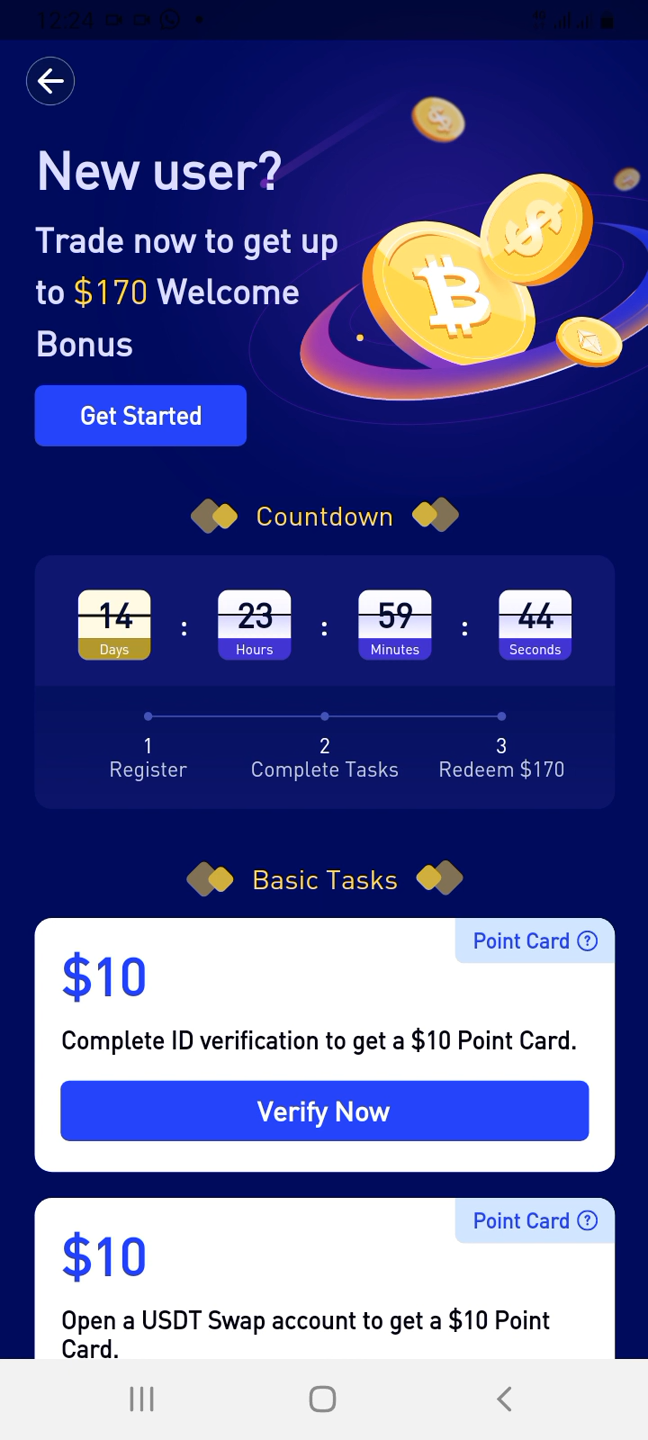 12:24
New user?
Trade now to get up
to $170 Welcome
Bonus
Get Started
Countdown
14 : 23 : 59 : 44
Days Hours Minutes Seconds
1 2 3
Register Complete Tasks Redeem $170
Basic Tasks
Point Card ?
$10
Complete ID verification to get a $10 Point Card.
Verify Now
Point Card ?
$10
Open a USDT Swap account to get a $10 Point
Card.